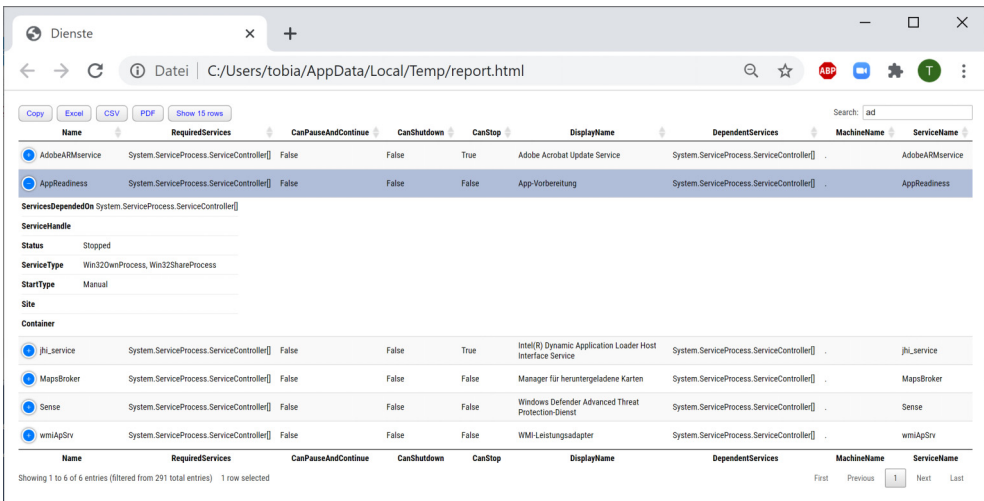 Dienste
Datei C:/Users/tobia/AppData/Local/Temp/report.html ABP T
Copy Excel CSV PDF Show 15 rows Search: ad
Name RequiredServices CanPauseAndContinue CanShutdown CanStop DisplayName DependentServices MachineName ServiceName
AdobeARMservice System.ServiceProcess.ServiceController[] False False True Adobe Acrobat Update Service System.ServiceProcess.ServiceController[] . AdobeARMservice
AppReadiness System.ServiceProcess.ServiceController[] False False False App-Vorbereitung System.ServiceProcess.ServiceController[] . AppReadiness
ServicesDependedOn System.ServiceProcess.ServiceController[]
ServiceHandle
Status Stopped
ServiceType Win32OwnProcess, Win32ShareProcess
StartType Manual
Site
Container
jhi_service System.ServiceProcess.ServiceController[] False False True Intel(R) Dynamic Application Loader Host
Interface Service System.ServiceProcess.ServiceController[] . jhi_service
MapsBroker System.ServiceProcess.ServiceController[] False False False Manager für heruntergeladene Karten System.ServiceProcess.ServiceController[] . MapsBroker
Sense System.ServiceProcess.ServiceController[] False False False Windows Defender Advanced Threat
Protection-Dienst System.ServiceProcess.ServiceController[] . Sense
wmiApSrv System.ServiceProcess.ServiceController[] False False False WMI-Leistungsadapter System.ServiceProcess.ServiceController[] . wmiApSrv
Name RequiredServices CanPauseAndContinue CanShutdown CanStop DisplayName DependentServices MachineName ServiceName
Showing 1 to 6 of 6 entries (filtered from 291 total entries) 1 row selected First Previous 1 Next Last